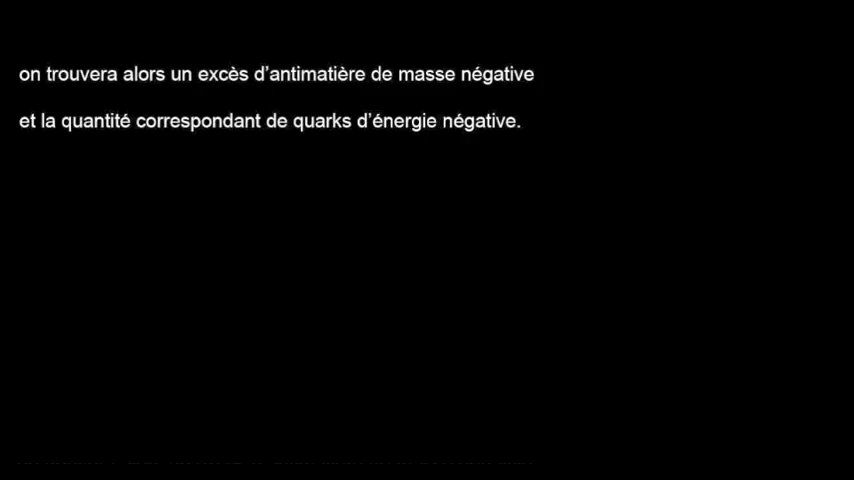 on trouvera alors un excès d’antimatière de masse négative
et la quantité correspondant de quarks d’énergie négative.